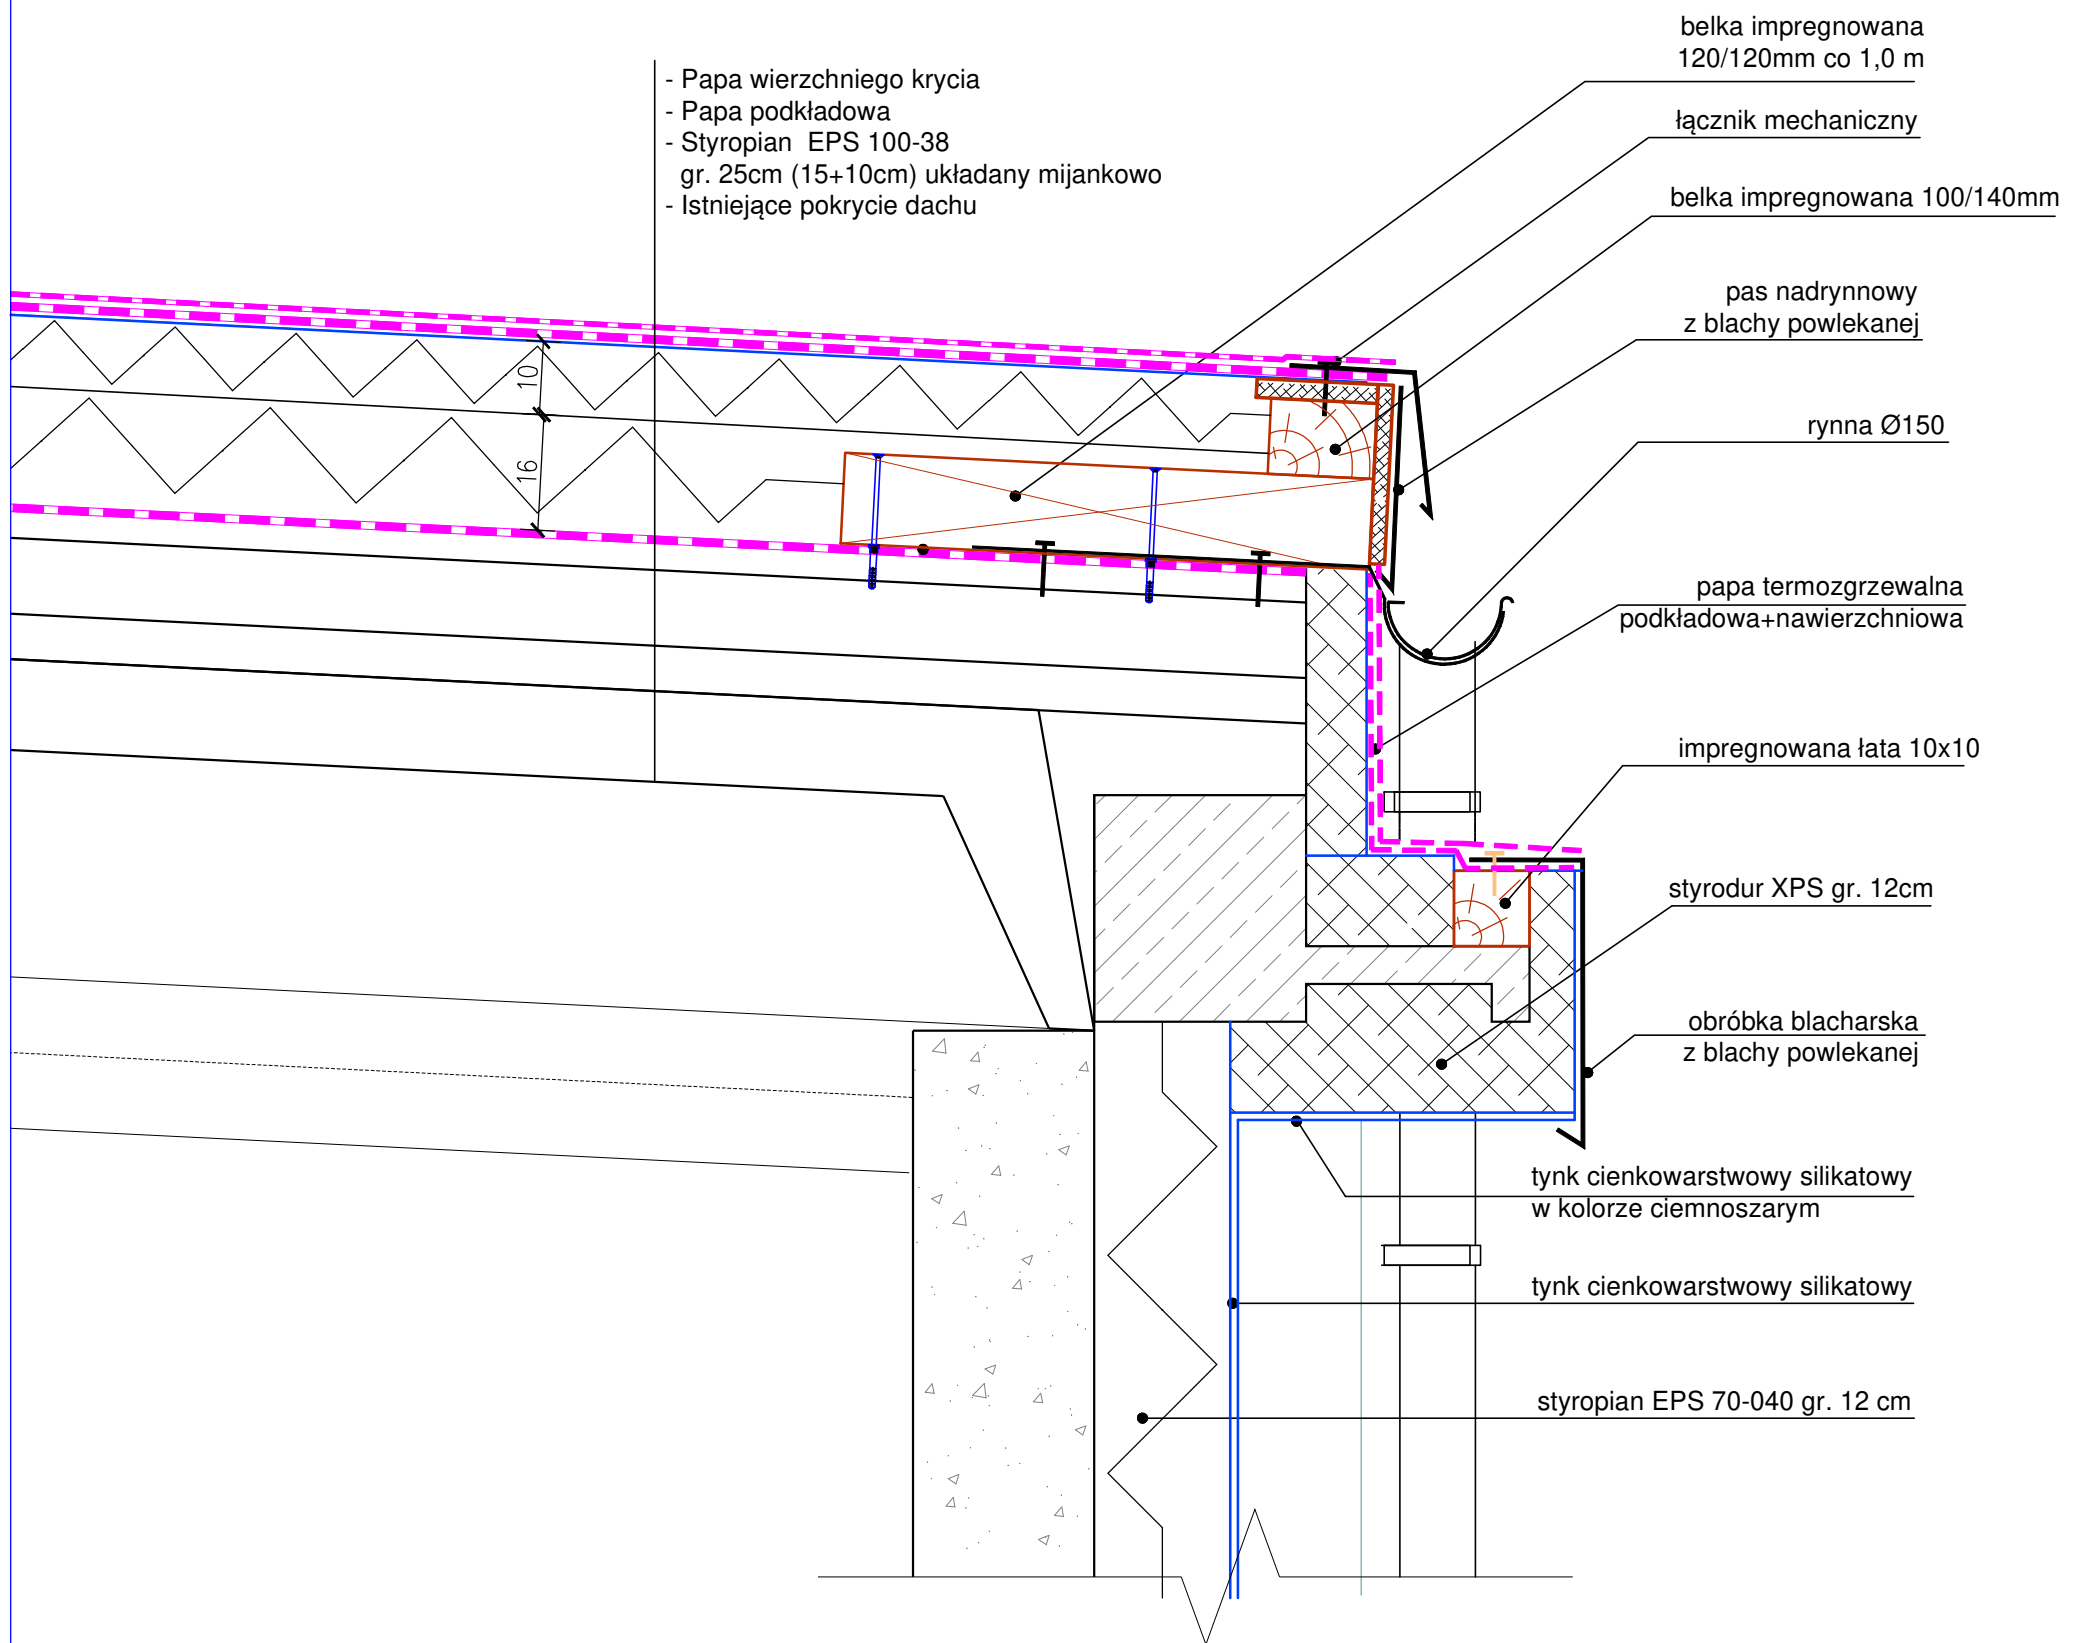 belka impregnowana
120/120mm co 1,0 m
- Papa wierzchniego krycia
- Papa podkładowa
- Styropian  EPS 100-38
gr. 25cm (15+10cm) układany mijankowo
- Istniejące pokrycie dachu
łącznik mechaniczny
belka impregnowana 100/140mm
pas nadrynnowy
z blachy powlekanej
10
16
rynna Ø150
papa termozgrzewalna
podkładowa+nawierzchniowa
impregnowana łata 10x10
styrodur XPS gr. 12cm
obróbka blacharska
z blachy powlekanej
tynk cienkowarstwowy silikatowy
w kolorze ciemnoszarym
tynk cienkowarstwowy silikatowy
styropian EPS 70-040 gr. 12 cm